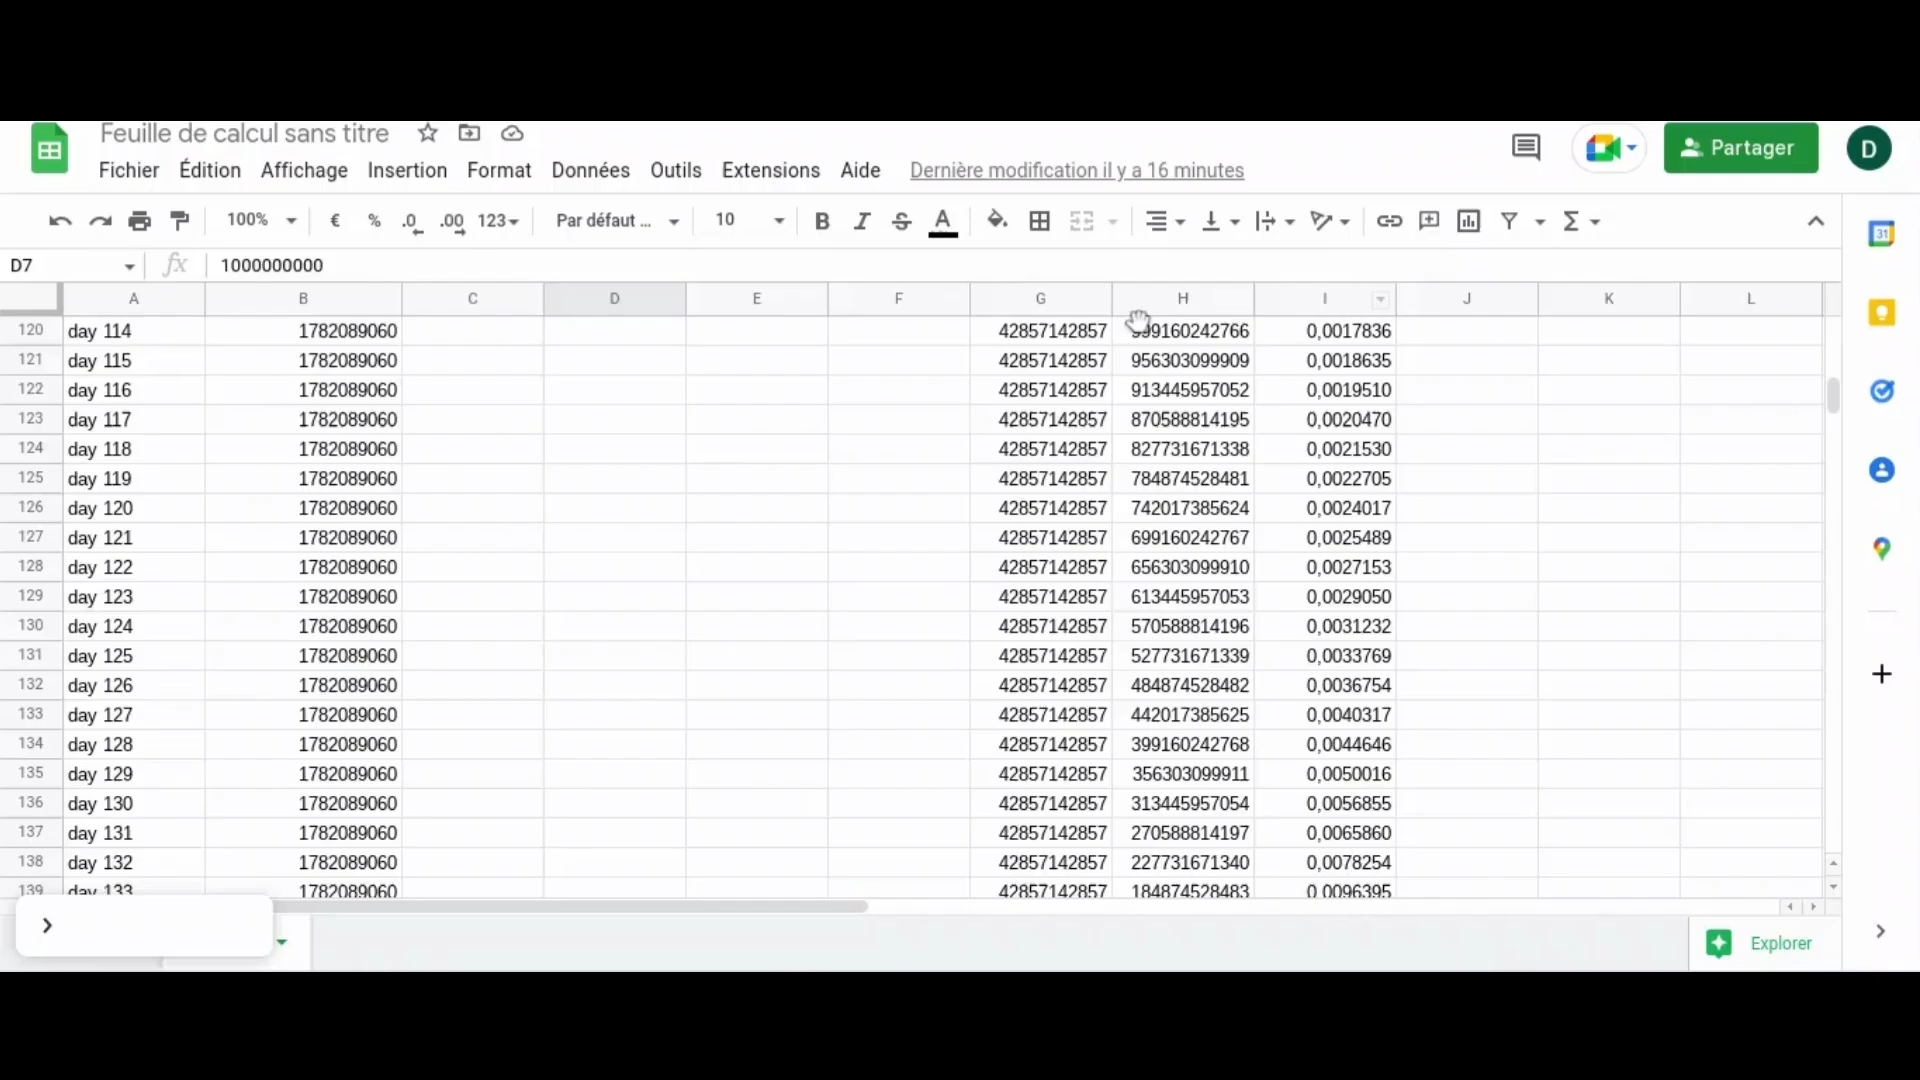 Feuille de calcul sans titre
Fichier Édition Affichage Insertion Format Données Outils Extensions Aide Dernière modification il y a 16 minutes
Partager D
100% € % .0 .00 123 Par défaut ... 10 B I S A
31
D7 fx 1000000000
A B C D E F G H I J K L
120 day 114 1782089060 42857142857 999160242766 0,0017836
121 day 115 1782089060 42857142857 956303099909 0,0018635
122 day 116 1782089060 42857142857 913445957052 0,0019510
123 day 117 1782089060 42857142857 870588814195 0,0020470
124 day 118 1782089060 42857142857 827731671338 0,0021530
125 day 119 1782089060 42857142857 784874528481 0,0022705
126 day 120 1782089060 42857142857 742017385624 0,0024017
127 day 121 1782089060 42857142857 699160242767 0,0025489
128 day 122 1782089060 42857142857 656303099910 0,0027153
129 day 123 1782089060 42857142857 613445957053 0,0029050
130 day 124 1782089060 42857142857 570588814196 0,0031232
131 day 125 1782089060 42857142857 527731671339 0,0033769
132 day 126 1782089060 42857142857 484874528482 0,0036754
133 day 127 1782089060 42857142857 442017385625 0,0040317
134 day 128 1782089060 42857142857 399160242768 0,0044646
135 day 129 1782089060 42857142857 356303099911 0,0050016
136 day 130 1782089060 42857142857 313445957054 0,0056855
137 day 131 1782089060 42857142857 270588814197 0,0065860
138 day 132 1782089060 42857142857 227731671340 0,0078254
139 day 133 1782089060 42857142857 184874528483 0,0096395
Explorer